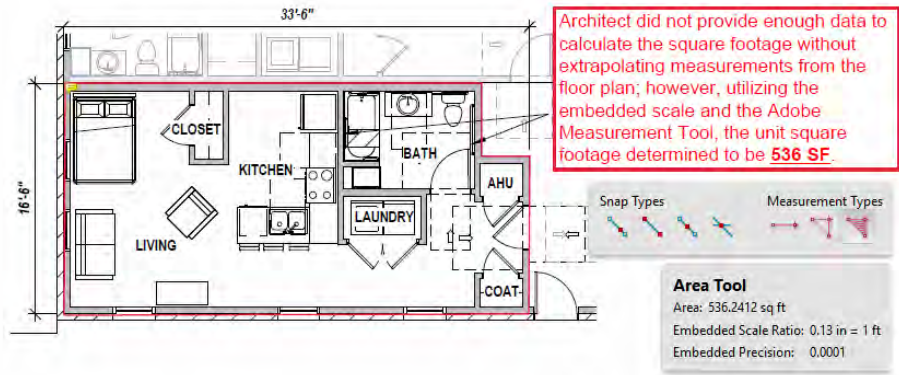 33'-6"
Architect did not provide enough data to
calculate the square footage without
extrapolating measurements from the
floor plan; however, utilizing the
embedded scale and the Adobe
Measurement Tool, the unit square
footage determined to be 536 SF.
16'-6"
CLOSET
KITCHEN
BATH
AHU
LAUNDRY
LIVING
COAT
Snap Types
Measurement Types
Area Tool
Area: 536.2412 sq ft
Embedded Scale Ratio: 0.13 in = 1 ft
Embedded Precision: 0.0001